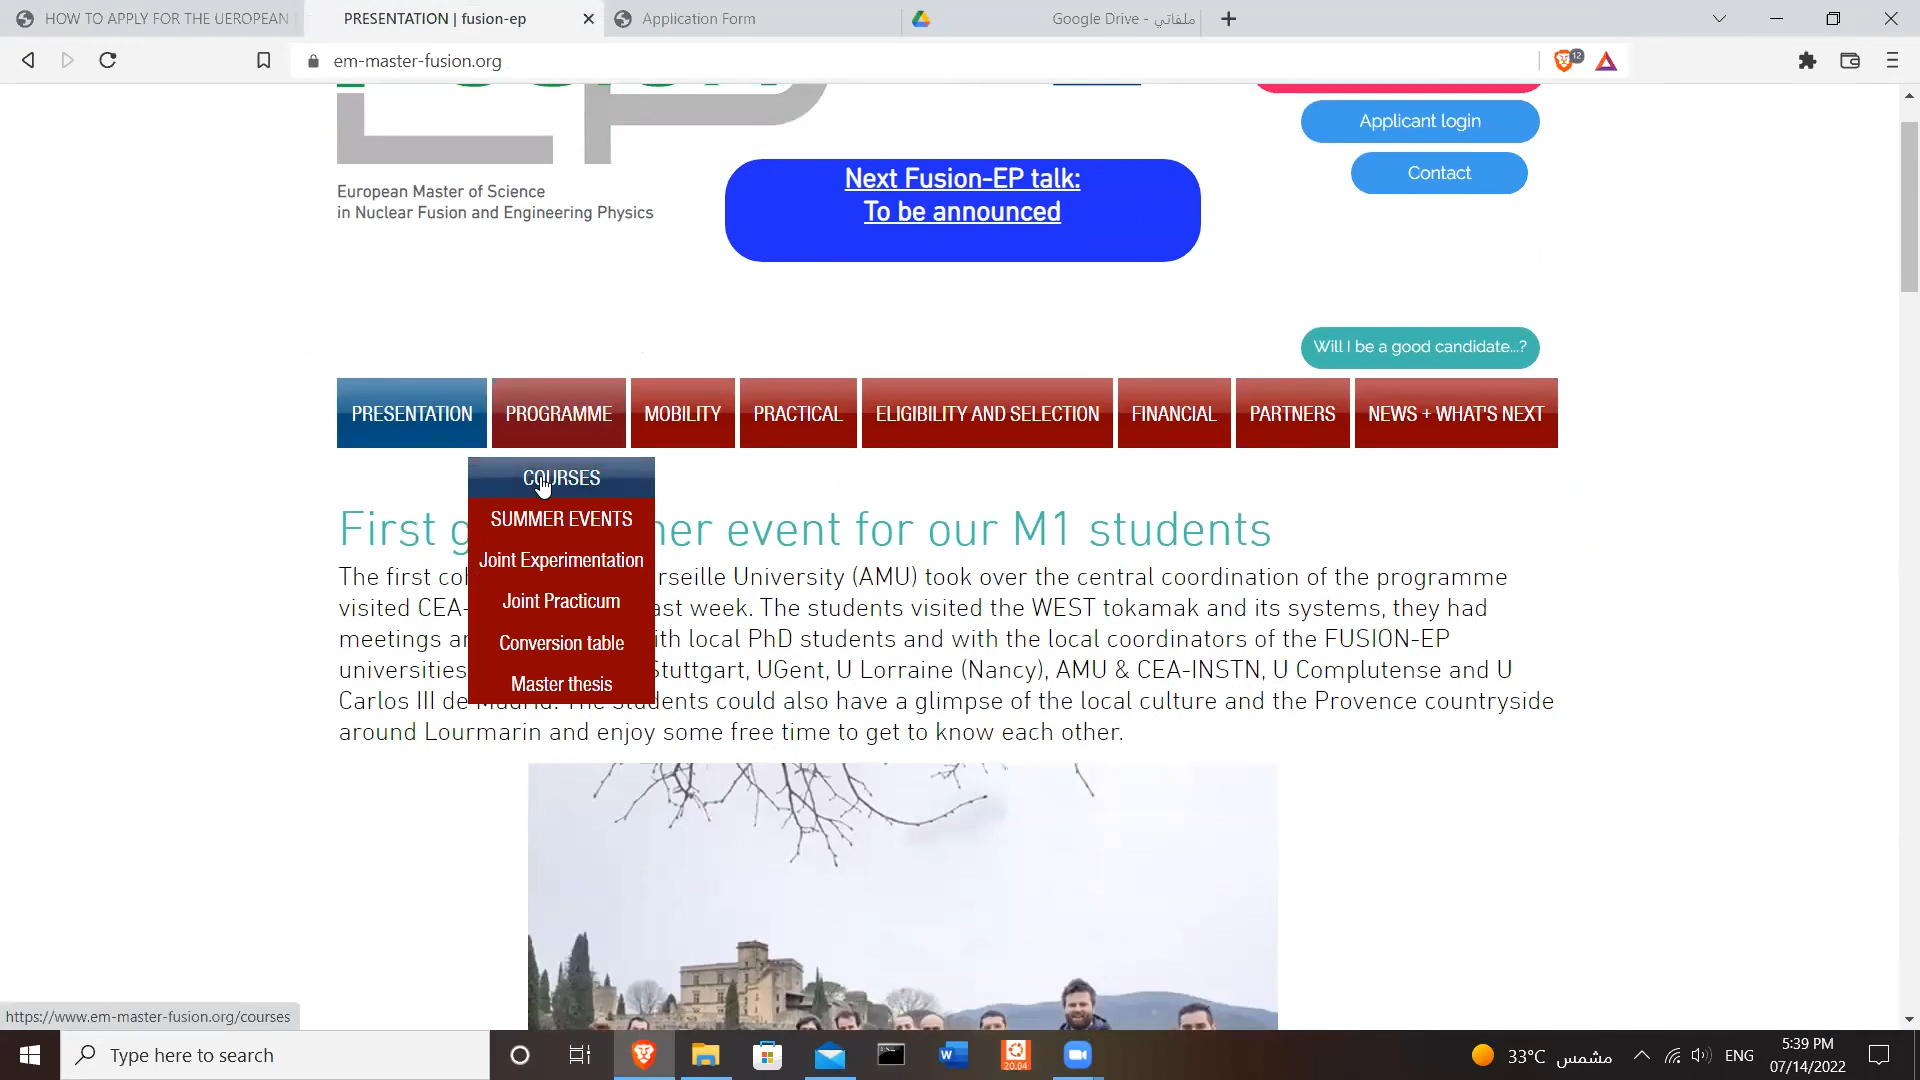 HOW TO APPLY FOR THE UEROPEAN
PRESENTATION | fusion-ep
Application Form
ملفاتي - Google Drive
em-master-fusion.org
12
Applicant login
Contact
European Master of Science
in Nuclear Fusion and Engineering Physics
Next Fusion-EP talk:
To be announced
Will I be a good candidate...?
PRESENTATION
PROGRAMME
MOBILITY
PRACTICAL
ELIGIBILITY AND SELECTION
FINANCIAL
PARTNERS
NEWS + WHAT'S NEXT
COURSES
SUMMER EVENTS
Joint Experimentation
Joint Practicum
Conversion table
Master thesis
First g ner event for our M1 students
The first col rseille University (AMU) took over the central coordination of the programme
visited CEA- ast week. The students visited the WEST tokamak and its systems, they had
meetings a ith local PhD students and with the local coordinators of the FUSION-EP
universities Stuttgart, UGent, U Lorraine (Nancy), AMU & CEA-INSTN, U Complutense and U
Carlos III de Madrid. The students could also have a glimpse of the local culture and the Provence countryside
around Lourmarin and enjoy some free time to get to know each other.
https://www.em-master-fusion.org/courses
Type here to search
W
20.04
33°C مشمس
ENG
5:39 PM
07/14/2022